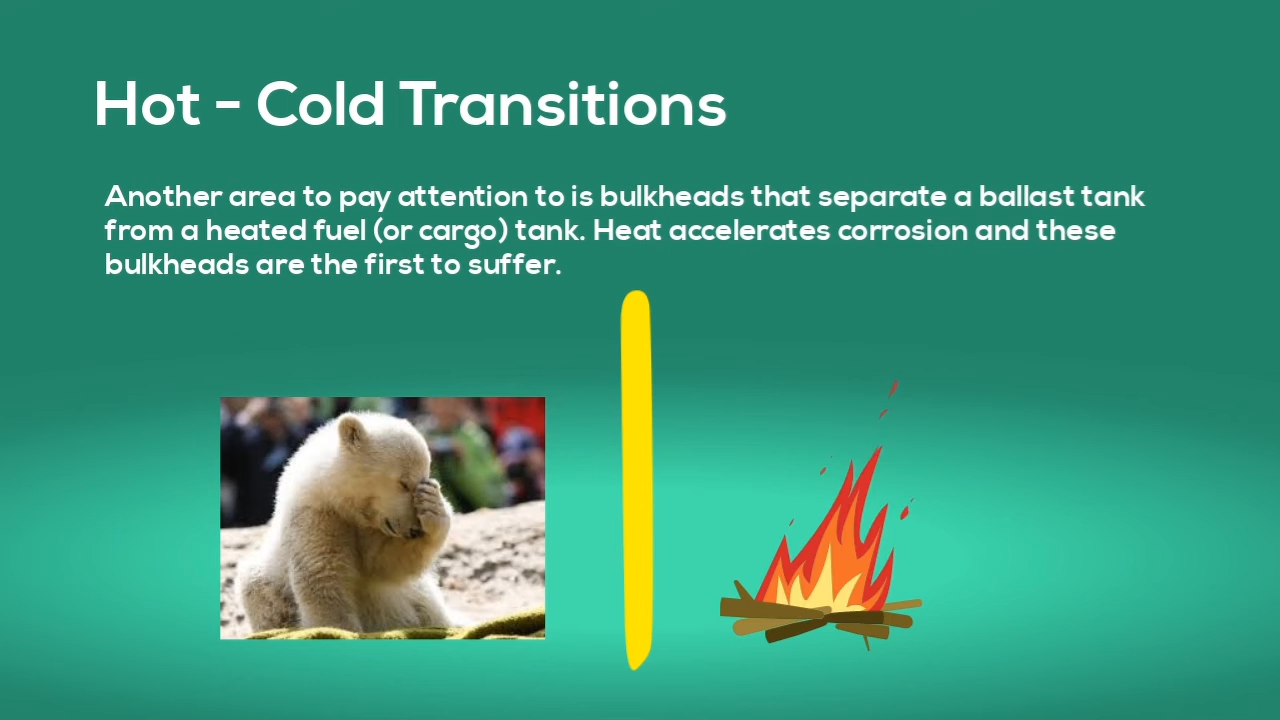 Hot - Cold Transitions
Another area to pay attention to is bulkheads that separate a ballast tank
from a heated fuel (or cargo) tank. Heat accelerates corrosion and these
bulkheads are the first to suffer.